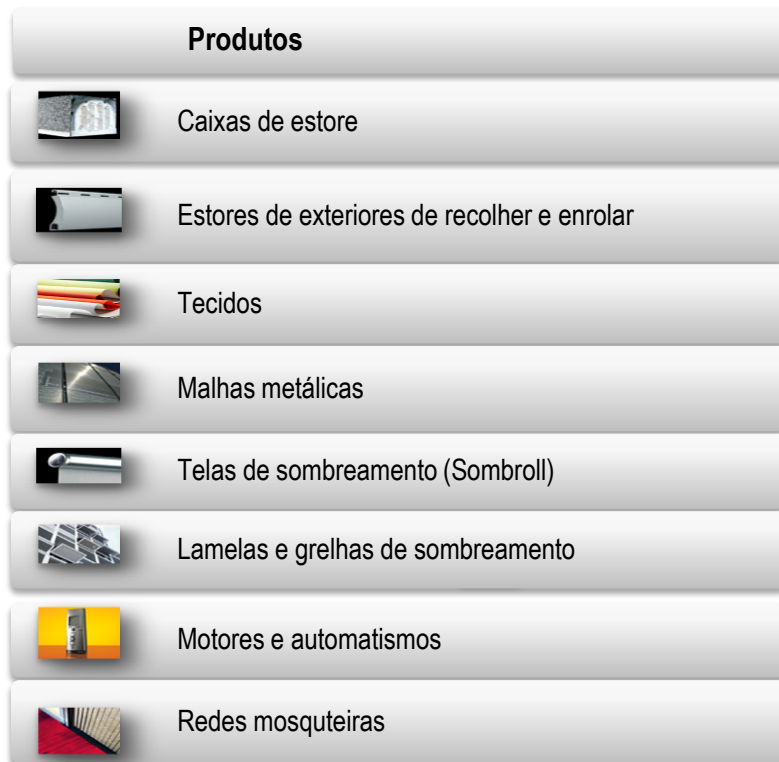 Produtos
Caixas de estore
Estores de exteriores de recolher e enrolar
Tecidos
Malhas metálicas
Telas de sombreamento (Sombroll)
Lamelas e grelhas de sombreamento
Motores e automatismos
Redes mosquteiras